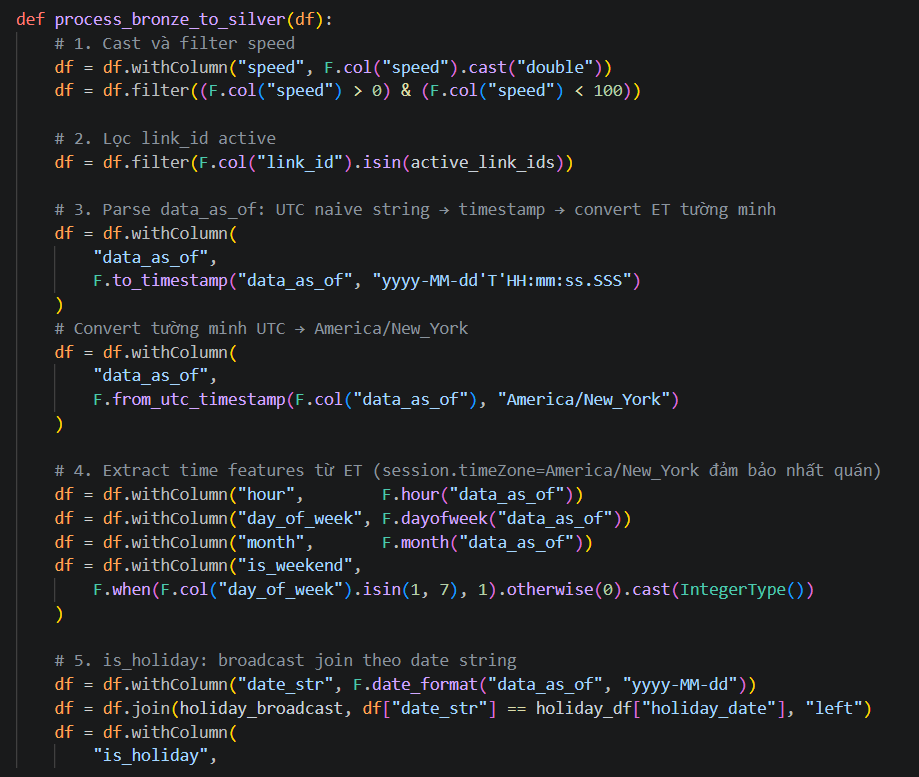 def process_bronze_to_silver(df):
    # 1. Cast và filter speed
    df = df.withColumn("speed", F.col("speed").cast("double"))
    df = df.filter((F.col("speed") > 0) & (F.col("speed") < 100))

    # 2. Lọc link_id active
    df = df.filter(F.col("link_id").isin(active_link_ids))

    # 3. Parse data_as_of: UTC naive string → timestamp → convert ET tường minh
    df = df.withColumn(
        "data_as_of",
        F.to_timestamp("data_as_of", "yyyy-MM-dd'T'HH:mm:ss.SSS")
    )
    # Convert tường minh UTC → America/New_York
    df = df.withColumn(
        "data_as_of",
        F.from_utc_timestamp(F.col("data_as_of"), "America/New_York")
    )

    # 4. Extract time features từ ET (session.timeZone=America/New_York đảm bảo nhất quán)
    df = df.withColumn("hour",        F.hour("data_as_of"))
    df = df.withColumn("day_of_week", F.dayofweek("data_as_of"))
    df = df.withColumn("month",       F.month("data_as_of"))
    df = df.withColumn("is_weekend",
        F.when(F.col("day_of_week").isin(1, 7), 1).otherwise(0).cast(IntegerType())
    )

    # 5. is_holiday: broadcast join theo date string
    df = df.withColumn("date_str", F.date_format("data_as_of", "yyyy-MM-dd"))
    df = df.join(holiday_broadcast, df["date_str"] == holiday_df["holiday_date"], "left")
    df = df.withColumn(
        "is_holiday",